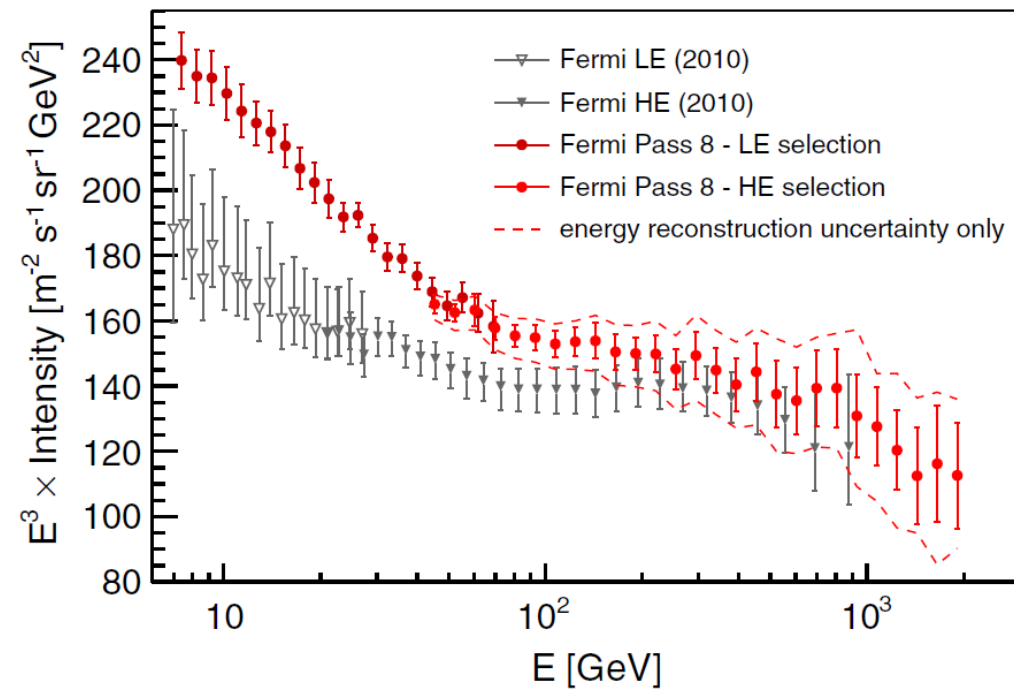 E³ × Intensity [m⁻² s⁻¹ sr⁻¹ GeV²]
240
220
200
180
160
140
120
100
80
Fermi LE (2010)
Fermi HE (2010)
Fermi Pass 8 - LE selection
Fermi Pass 8 - HE selection
energy reconstruction uncertainty only
10
10²
10³
E [GeV]